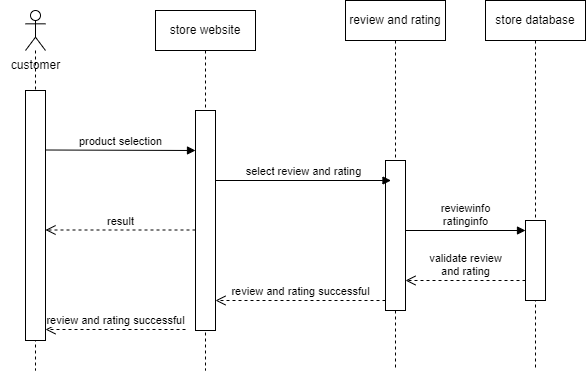 customer
store website
review and rating
store database
product selection
select review and rating
result
reviewinfo
ratinginfo
validate review
and rating
review and rating successful
review and rating successful